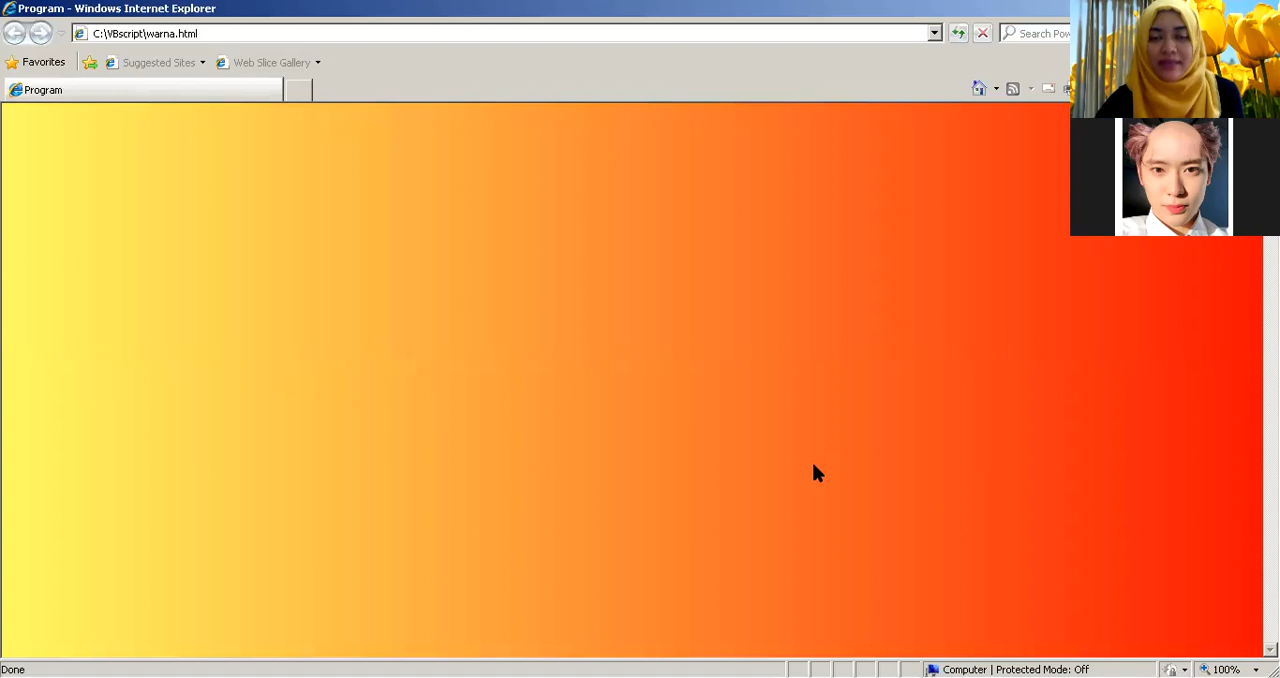 Program - Windows Internet Explorer
C:\VBscript\warna.html
Search Pow
Favorites
Suggested Sites
Web Slice Gallery
Program
Done
Computer | Protected Mode: Off
100%